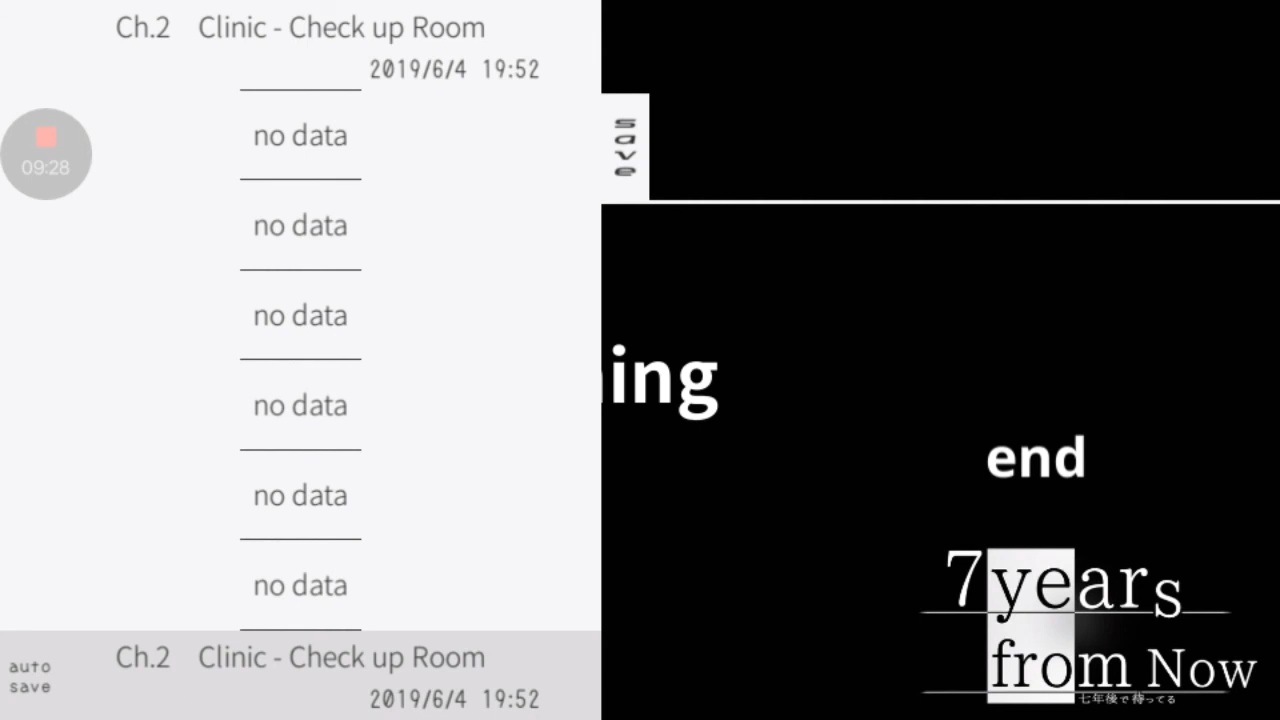 Ch.2 Clinic - Check up Room
2019/6/4 19:52
no data
no data
no data
no data
no data
no data
09:28
auto
save
Ch.2 Clinic - Check up Room
2019/6/4 19:52
save
ing
end
7years
from Now
七年後で待ってる